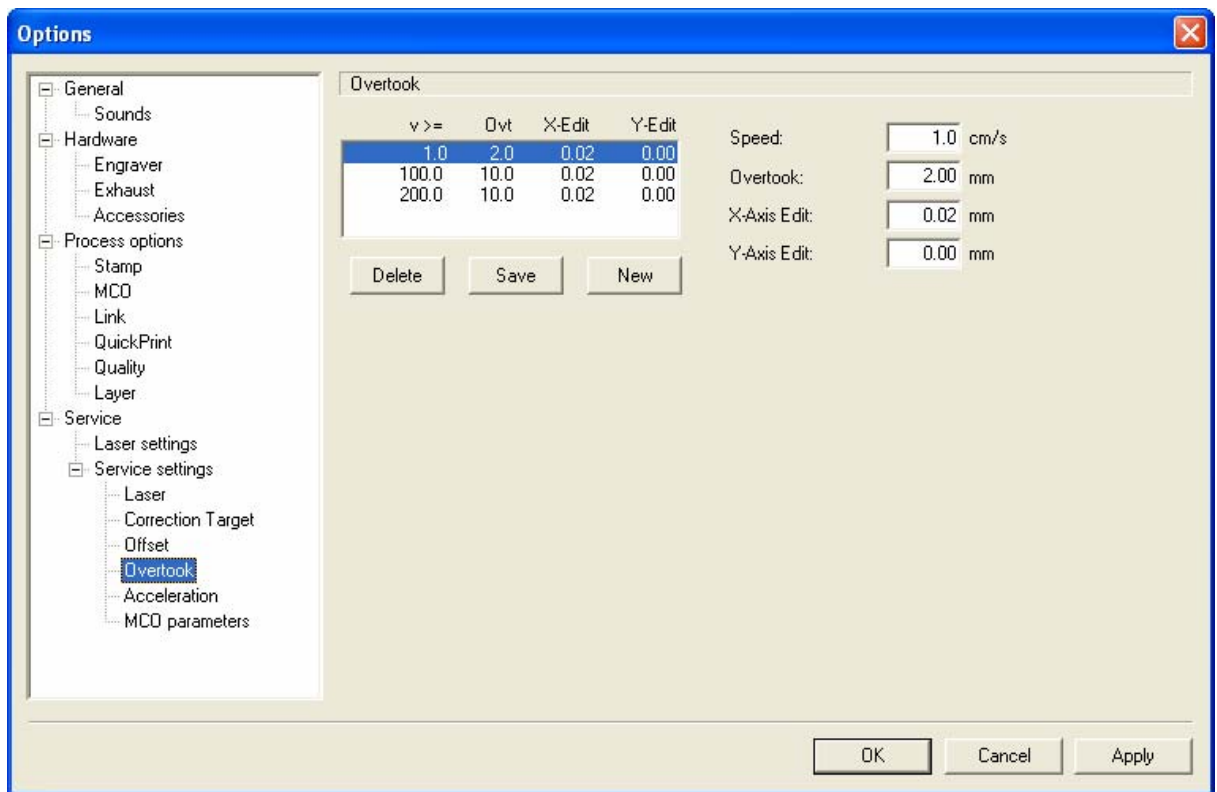 Options
General
Sounds
Hardware
Engraver
Exhaust
Accessories
Process options
Stamp
MCO
Link
QuickPrint
Quality
Layer
Service
Laser settings
Service settings
Laser
Correction Target
Offset
Overtook
Acceleration
MCO parameters
Overtook
v >= Ovt X-Edit Y-Edit
1.0 2.0 0.02 0.00
100.0 10.0 0.02 0.00
200.0 10.0 0.02 0.00
Delete Save New
Speed: 1.0 cm/s
Overtook: 2.00 mm
X-Axis Edit: 0.02 mm
Y-Axis Edit: 0.00 mm
OK Cancel Apply